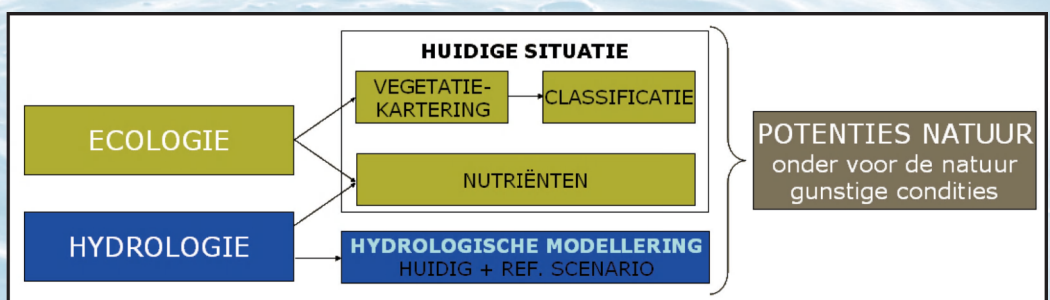 HUIDIGE SITUATIE
VEGETATIE-
KARTERING
CLASSIFICATIE
ECOLOGIE
NUTRIËNTEN
HYDROLOGIE
HYDROLOGISCHE MODELLERING
HUIDIG + REF. SCENARIO
POTENTIES NATUUR
onder voor de natuur
gunstige condities